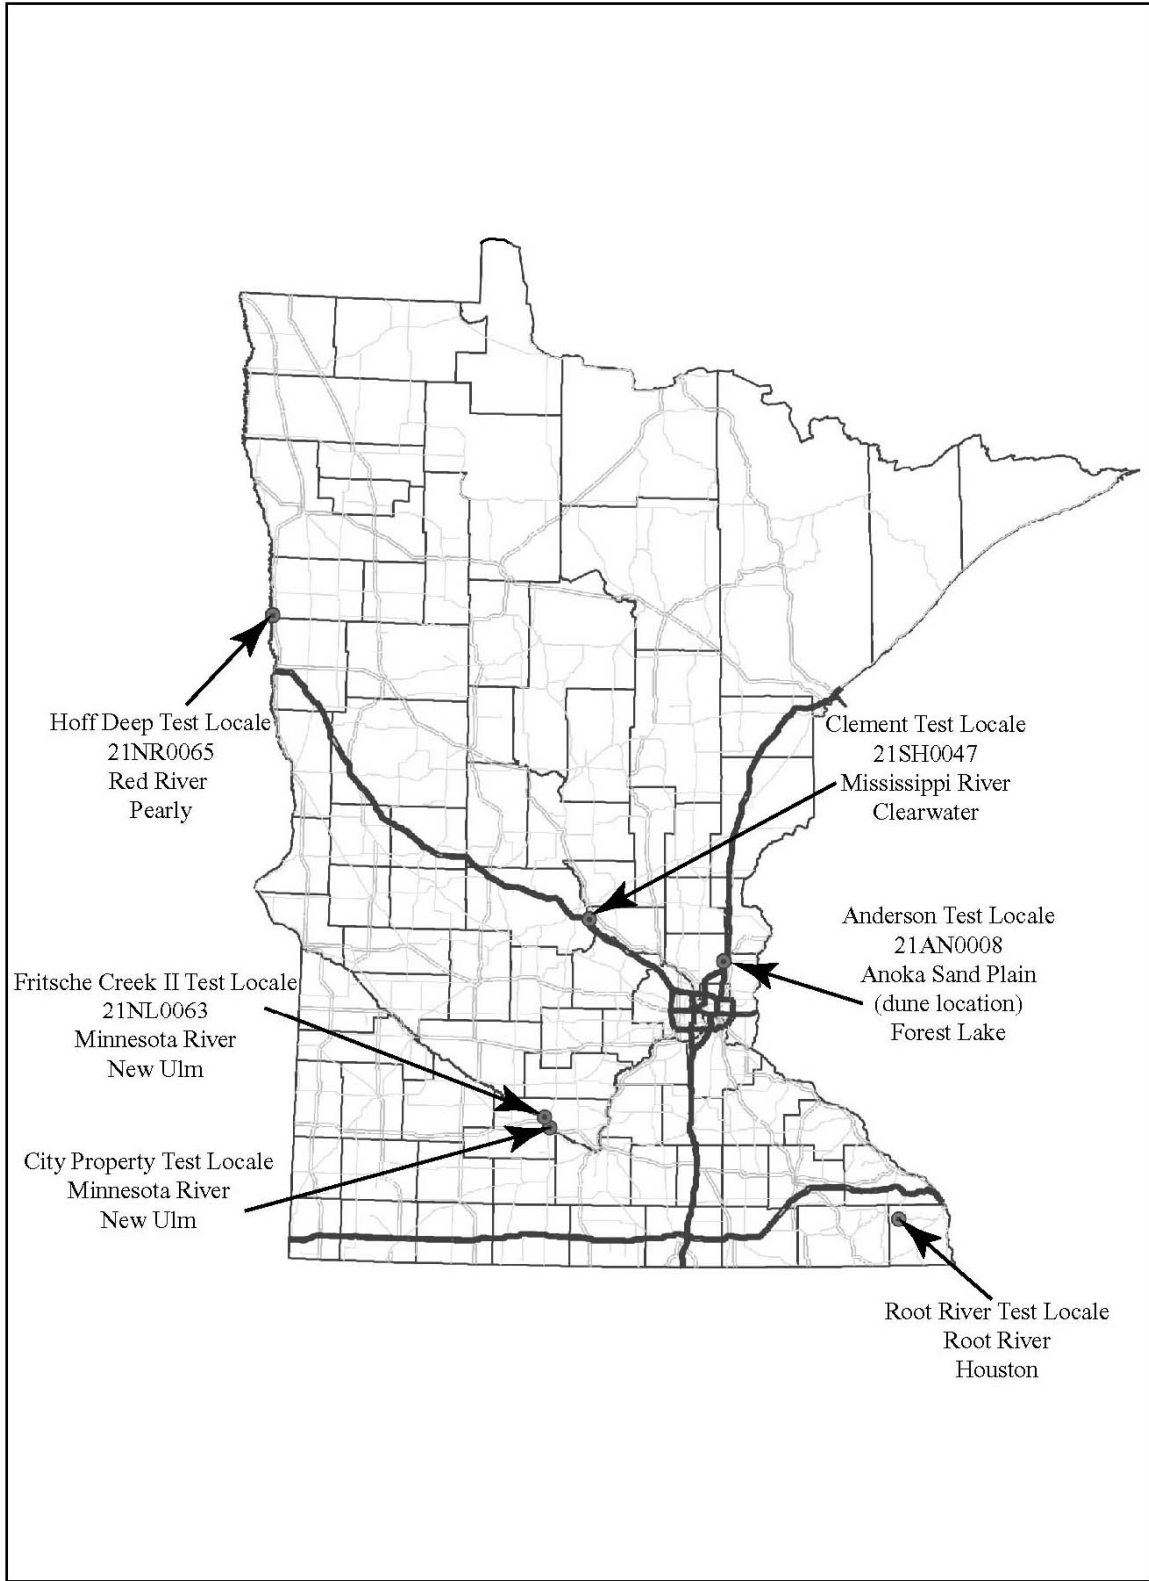 Hoff Deep Test Locale
21NR0065
Red River
Pearly
Clement Test Locale
21SH0047
Mississippi River
Clearwater
Anderson Test Locale
21AN0008
Anoka Sand Plain
(dune location)
Forest Lake
Fritsche Creek II Test Locale
21NL0063
Minnesota River
New Ulm
City Property Test Locale
Minnesota River
New Ulm
Root River Test Locale
Root River
Houston